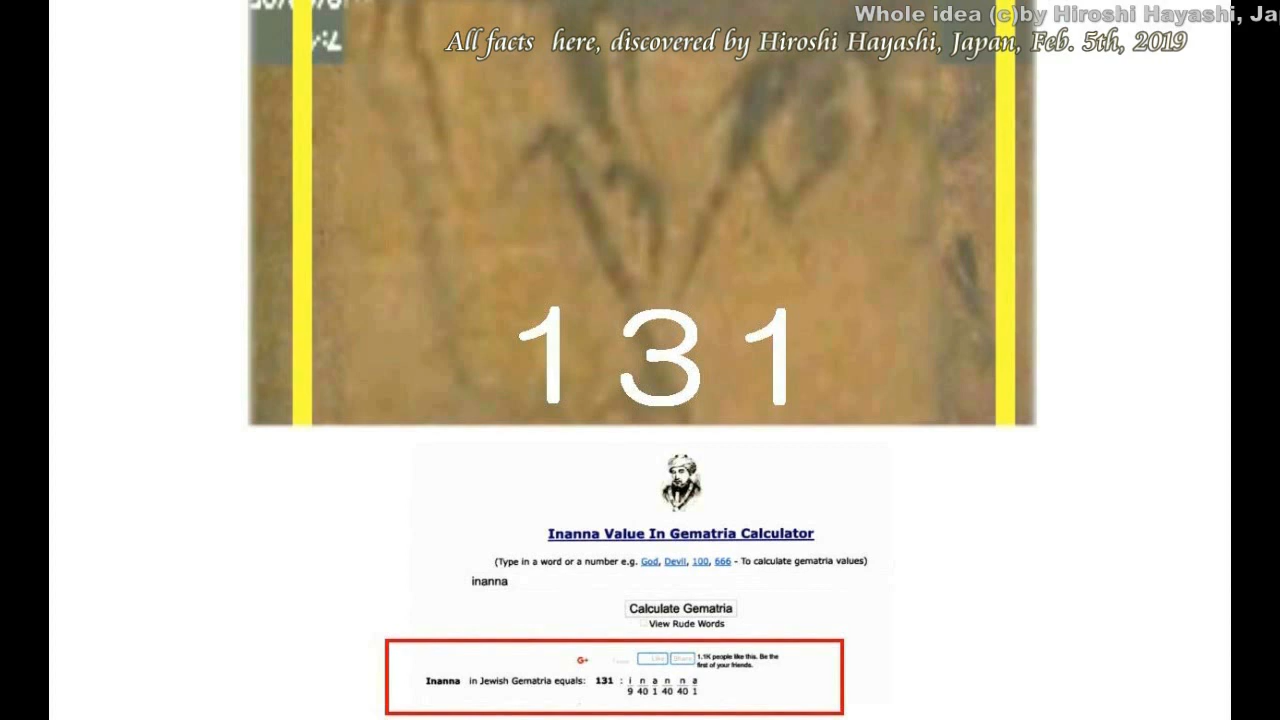 Whole idea (c)by Hiroshi Hayashi, Ja
All facts here, discovered by Hiroshi Hayashi, Japan, Feb. 5th, 2019
131
Inanna Value In Gematria Calculator
(Type in a word or a number e.g. God, Devil, 100, 666 - To calculate gematria values)
inanna
Calculate Gematria
View Rude Words
G+ Tweet Like Share 1.1K people like this. Be the
first of your friends.
Inanna in Jewish Gematria equals: 131 : i n a n n a
9 40 1 40 40 1